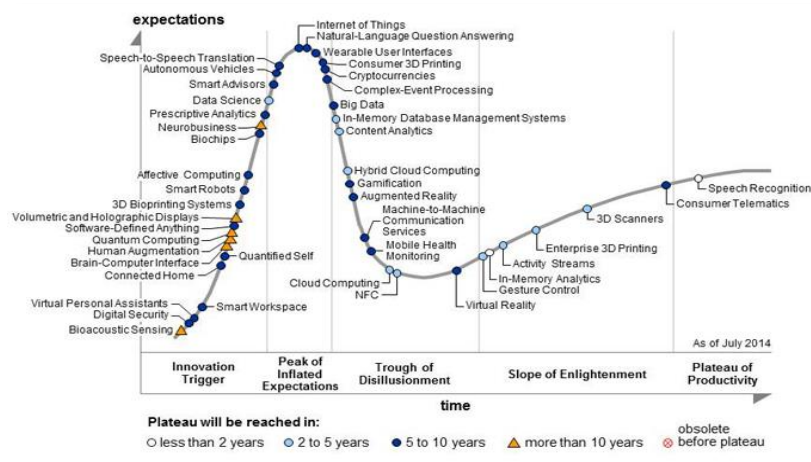 expectations
Internet of Things
Natural-Language Question Answering
Wearable User Interfaces
Consumer 3D Printing
Cryptocurrencies
Complex-Event Processing
Speech-to-Speech Translation
Autonomous Vehicles
Smart Advisors
Data Science
Prescriptive Analytics
Neurobusiness
Biochips
Big Data
In-Memory Database Management Systems
Content Analytics
Affective Computing
Smart Robots
3D Bioprinting Systems
Volumetric and Holographic Displays
Software-Defined Anything
Quantum Computing
Human Augmentation
Brain-Computer Interface
Connected Home
Quantified Self
Hybrid Cloud Computing
Gamification
Augmented Reality
Machine-to-Machine
Communication
Services
Mobile Health
Monitoring
Cloud Computing
NFC
Virtual Personal Assistants
Digital Security
Bioacoustic Sensing
Smart Workspace
Speech Recognition
Consumer Telematics
3D Scanners
Enterprise 3D Printing
Activity Streams
In-Memory Analytics
Gesture Control
Virtual Reality
As of July 2014
Innovation
Trigger
Peak of
Inflated
Expectations
Trough of
Disillusionment
Slope of Enlightenment
Plateau of
Productivity
time
Plateau will be reached in:
less than 2 years
2 to 5 years
5 to 10 years
more than 10 years
obsolete
before plateau